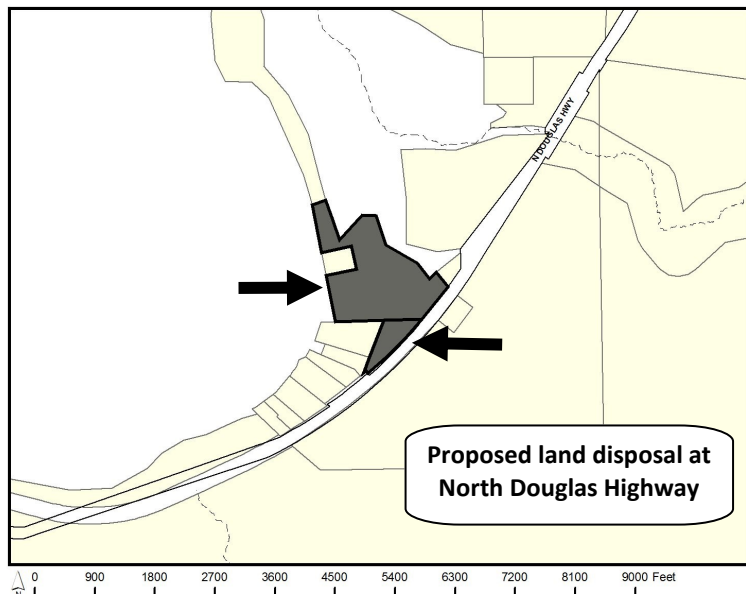 N DOUGLAS HWY
Proposed land disposal at
North Douglas Highway
N 0 900 1800 2700 3600 4500 5400 6300 7200 8100 9000 Feet